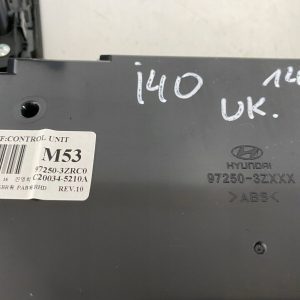 i40
14
UK.
F:CONTROL UNIT
M53
97250-3ZRC0
C20034-5210A
REV.10
HYUNDAI
97250-3ZXXX
>ABS<